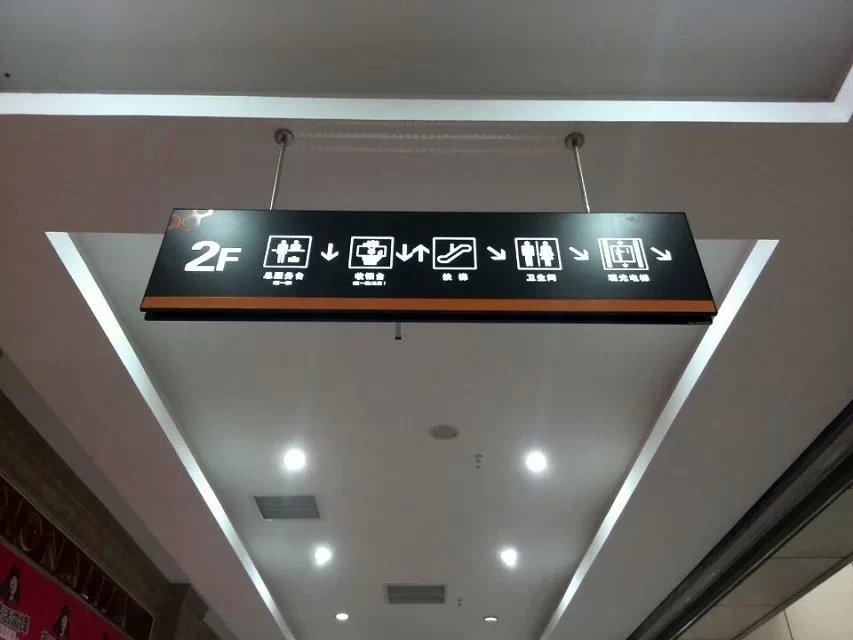 2F
总服务台
收银台
扶梯
卫生间
观光电梯